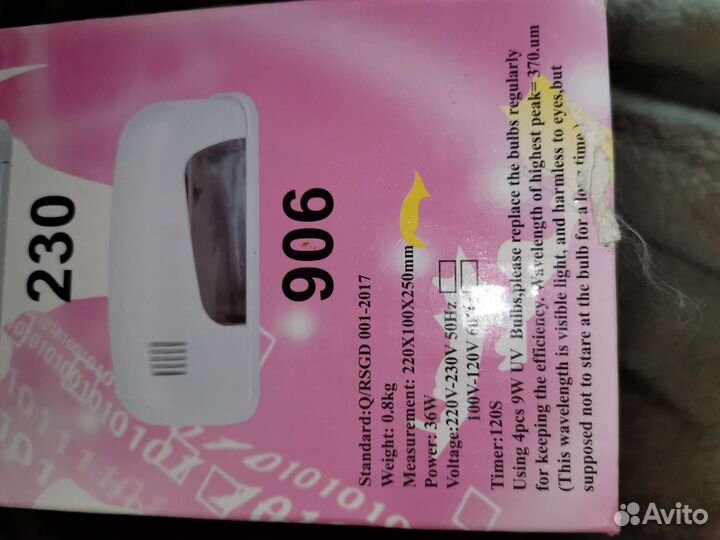 230
906
Standard:Q/RSGD 001-2017
Weight: 0.8kg
Measurement: 220X100X250mm
Power: 36W
Voltage:220V-230V 50Hz
100V-120V
Timer:120S
Using 4pcs 9W UV Bulbs,please replace the bulbs regularly
for keeping the efficiency. Wavelength of highest peak= 370.um
(This wavelength is visible light, and harmless to eyes,but
supposed not to stare at the bulb for a long time.)
Avito